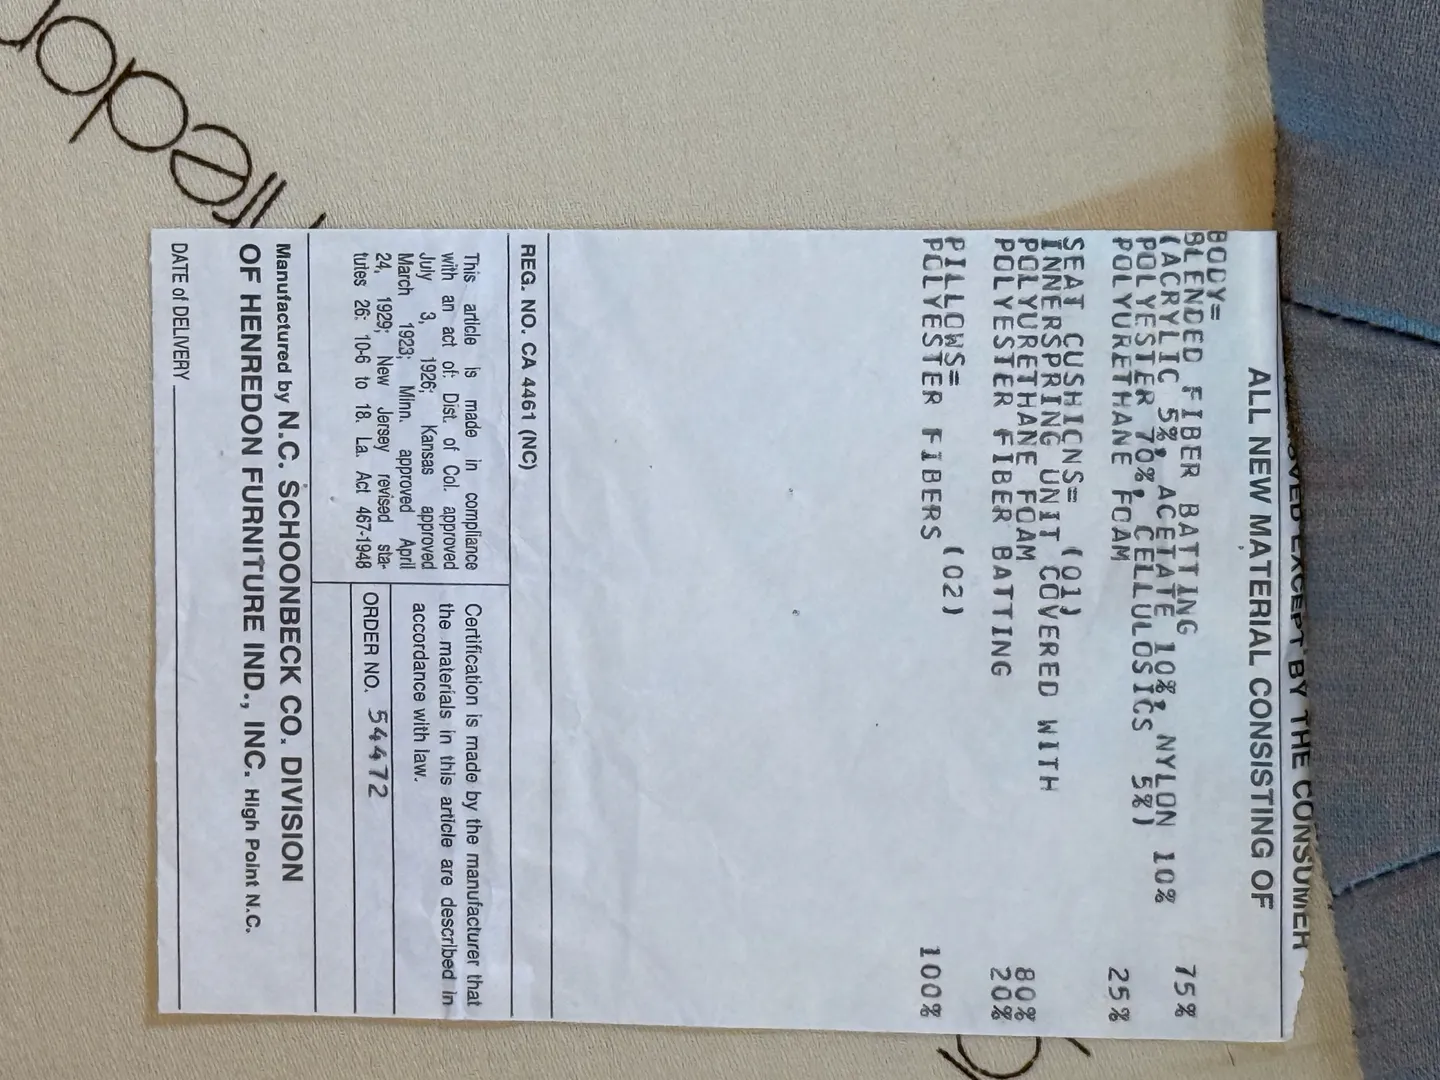 OVED EXCEPT BY THE CONSUMER
ALL NEW MATERIAL CONSISTING OF
BODY=
BLENDED FIBER BATTING 75%
(ACRYLIC 5%, ACETATE 10%, NYLON 10%
POLYESTER 70%, CELLULOSICS 5%)
POLYURETHANE FOAM 25%
SEAT CUSHICNS= (01)
INNERSPRING UNIT COVERED WITH
POLYURETHANE FOAM 80%
POLYESTER FIBER BATTING 20%
PILLOWS= (02)
POLYESTER FIBERS 100%
REG. NO. CA 4461 (NC)
This article is made in compliance
with an act of: Dist. of Col. approved
July 3, 1926; Kansas approved
March 1923; Minn. approved April
24, 1929; New Jersey revised sta-
tutes 26: 10-6 to 18. La. Act 467-1948
Certification is made by the manufacturer that
the materials in this article are described in
accordance with law.
ORDER NO. 54472
Manufactured by N.C. SCHOONBECK CO. DIVISION
OF HENREDON FURNITURE IND., INC. High Point N.C.
DATE of DELIVERY